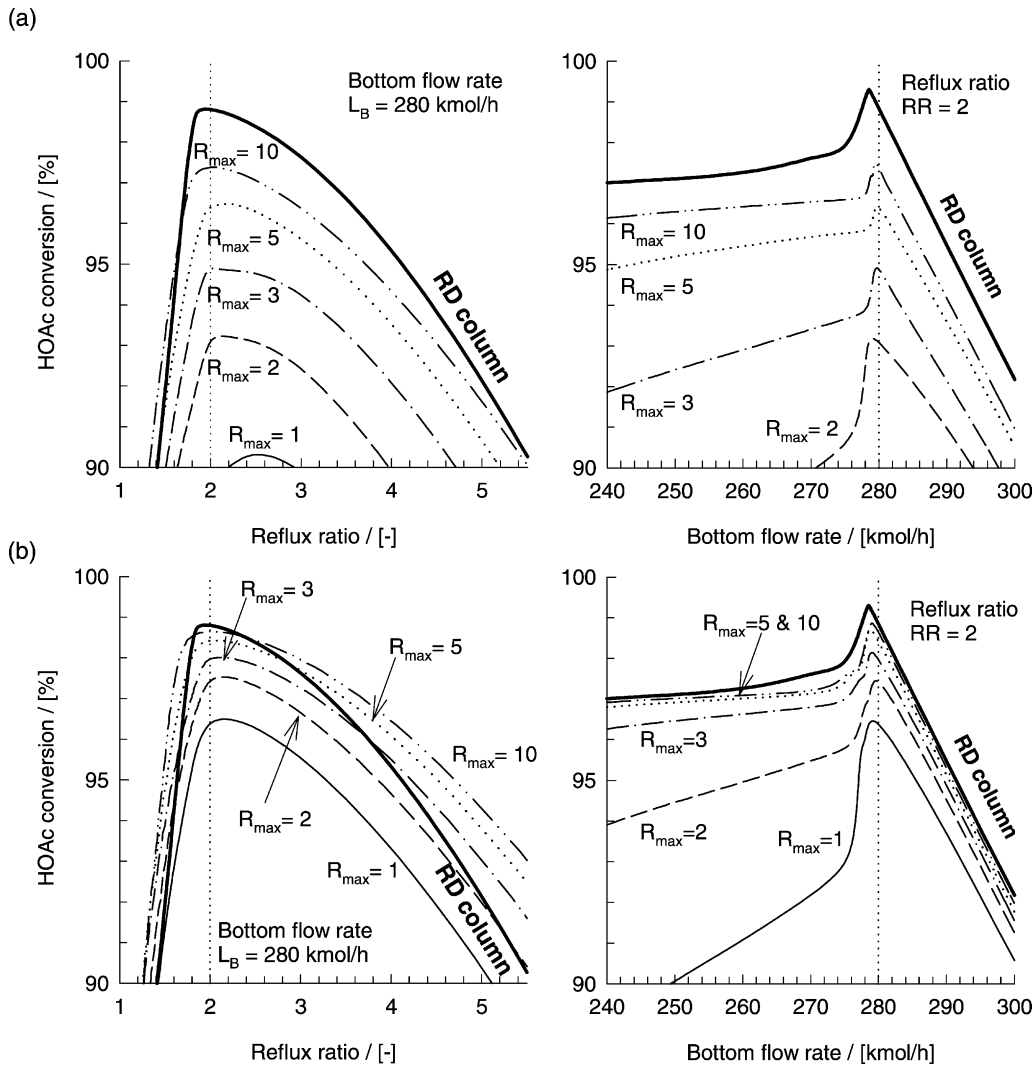 (a)
100
95
90
HOAc conversion / [%]
Bottom flow rate
L_B = 280 kmol/h
R_max= 10
R_max= 5
R_max= 3
R_max= 2
R_max= 1
RD column
1 2 3 4 5
Reflux ratio / [-]
100
95
90
Reflux ratio
RR = 2
RD column
R_max= 10
R_max= 5
R_max= 3
R_max= 2
240 250 260 270 280 290 300
Bottom flow rate / [kmol/h]
(b)
100
95
90
HOAc conversion / [%]
R_max= 3
R_max= 5
R_max= 10
R_max= 2
R_max= 1
RD column
Bottom flow rate
L_B = 280 kmol/h
1 2 3 4 5
Reflux ratio / [-]
100
95
90
R_max=5 & 10
Reflux ratio
RR = 2
R_max=3
R_max=2
R_max=1
RD column
240 250 260 270 280 290 300
Bottom flow rate / [kmol/h]